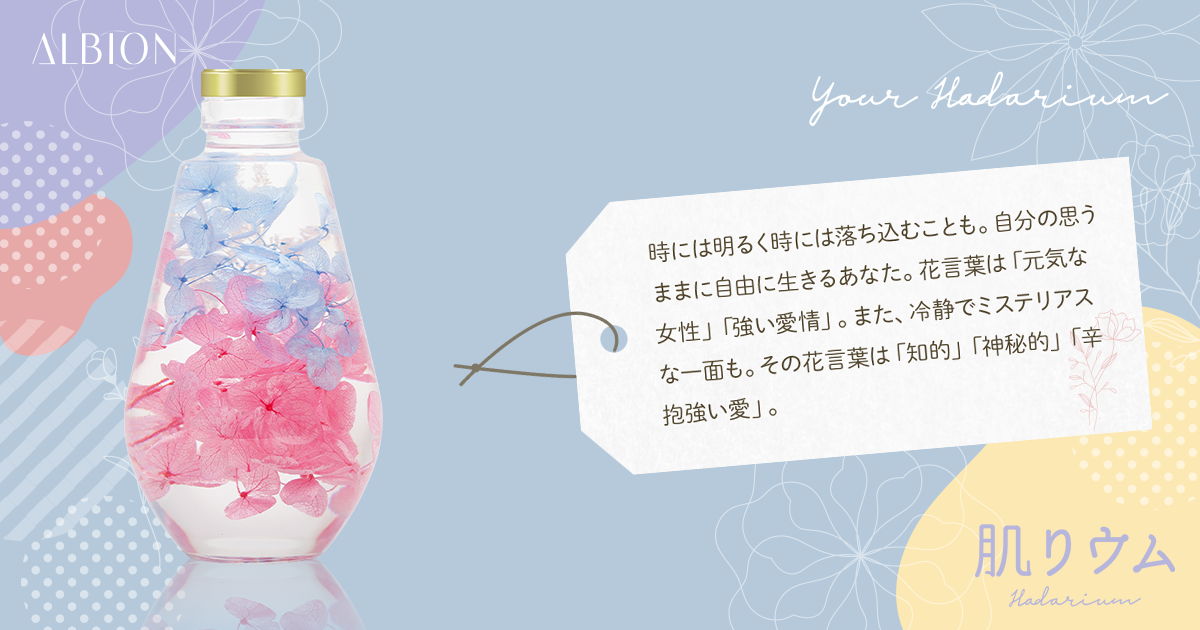 ALBION
Your Hadarium
時には明るく時には落ち込むことも。自分の思う
ままに自由に生きるあなた。花言葉は「元気な
女性」「強い愛情」。また、冷静でミステリアス
な一面も。その花言葉は「知的」「神秘的」「辛
抱強い愛」。
肌りウム
Hadarium